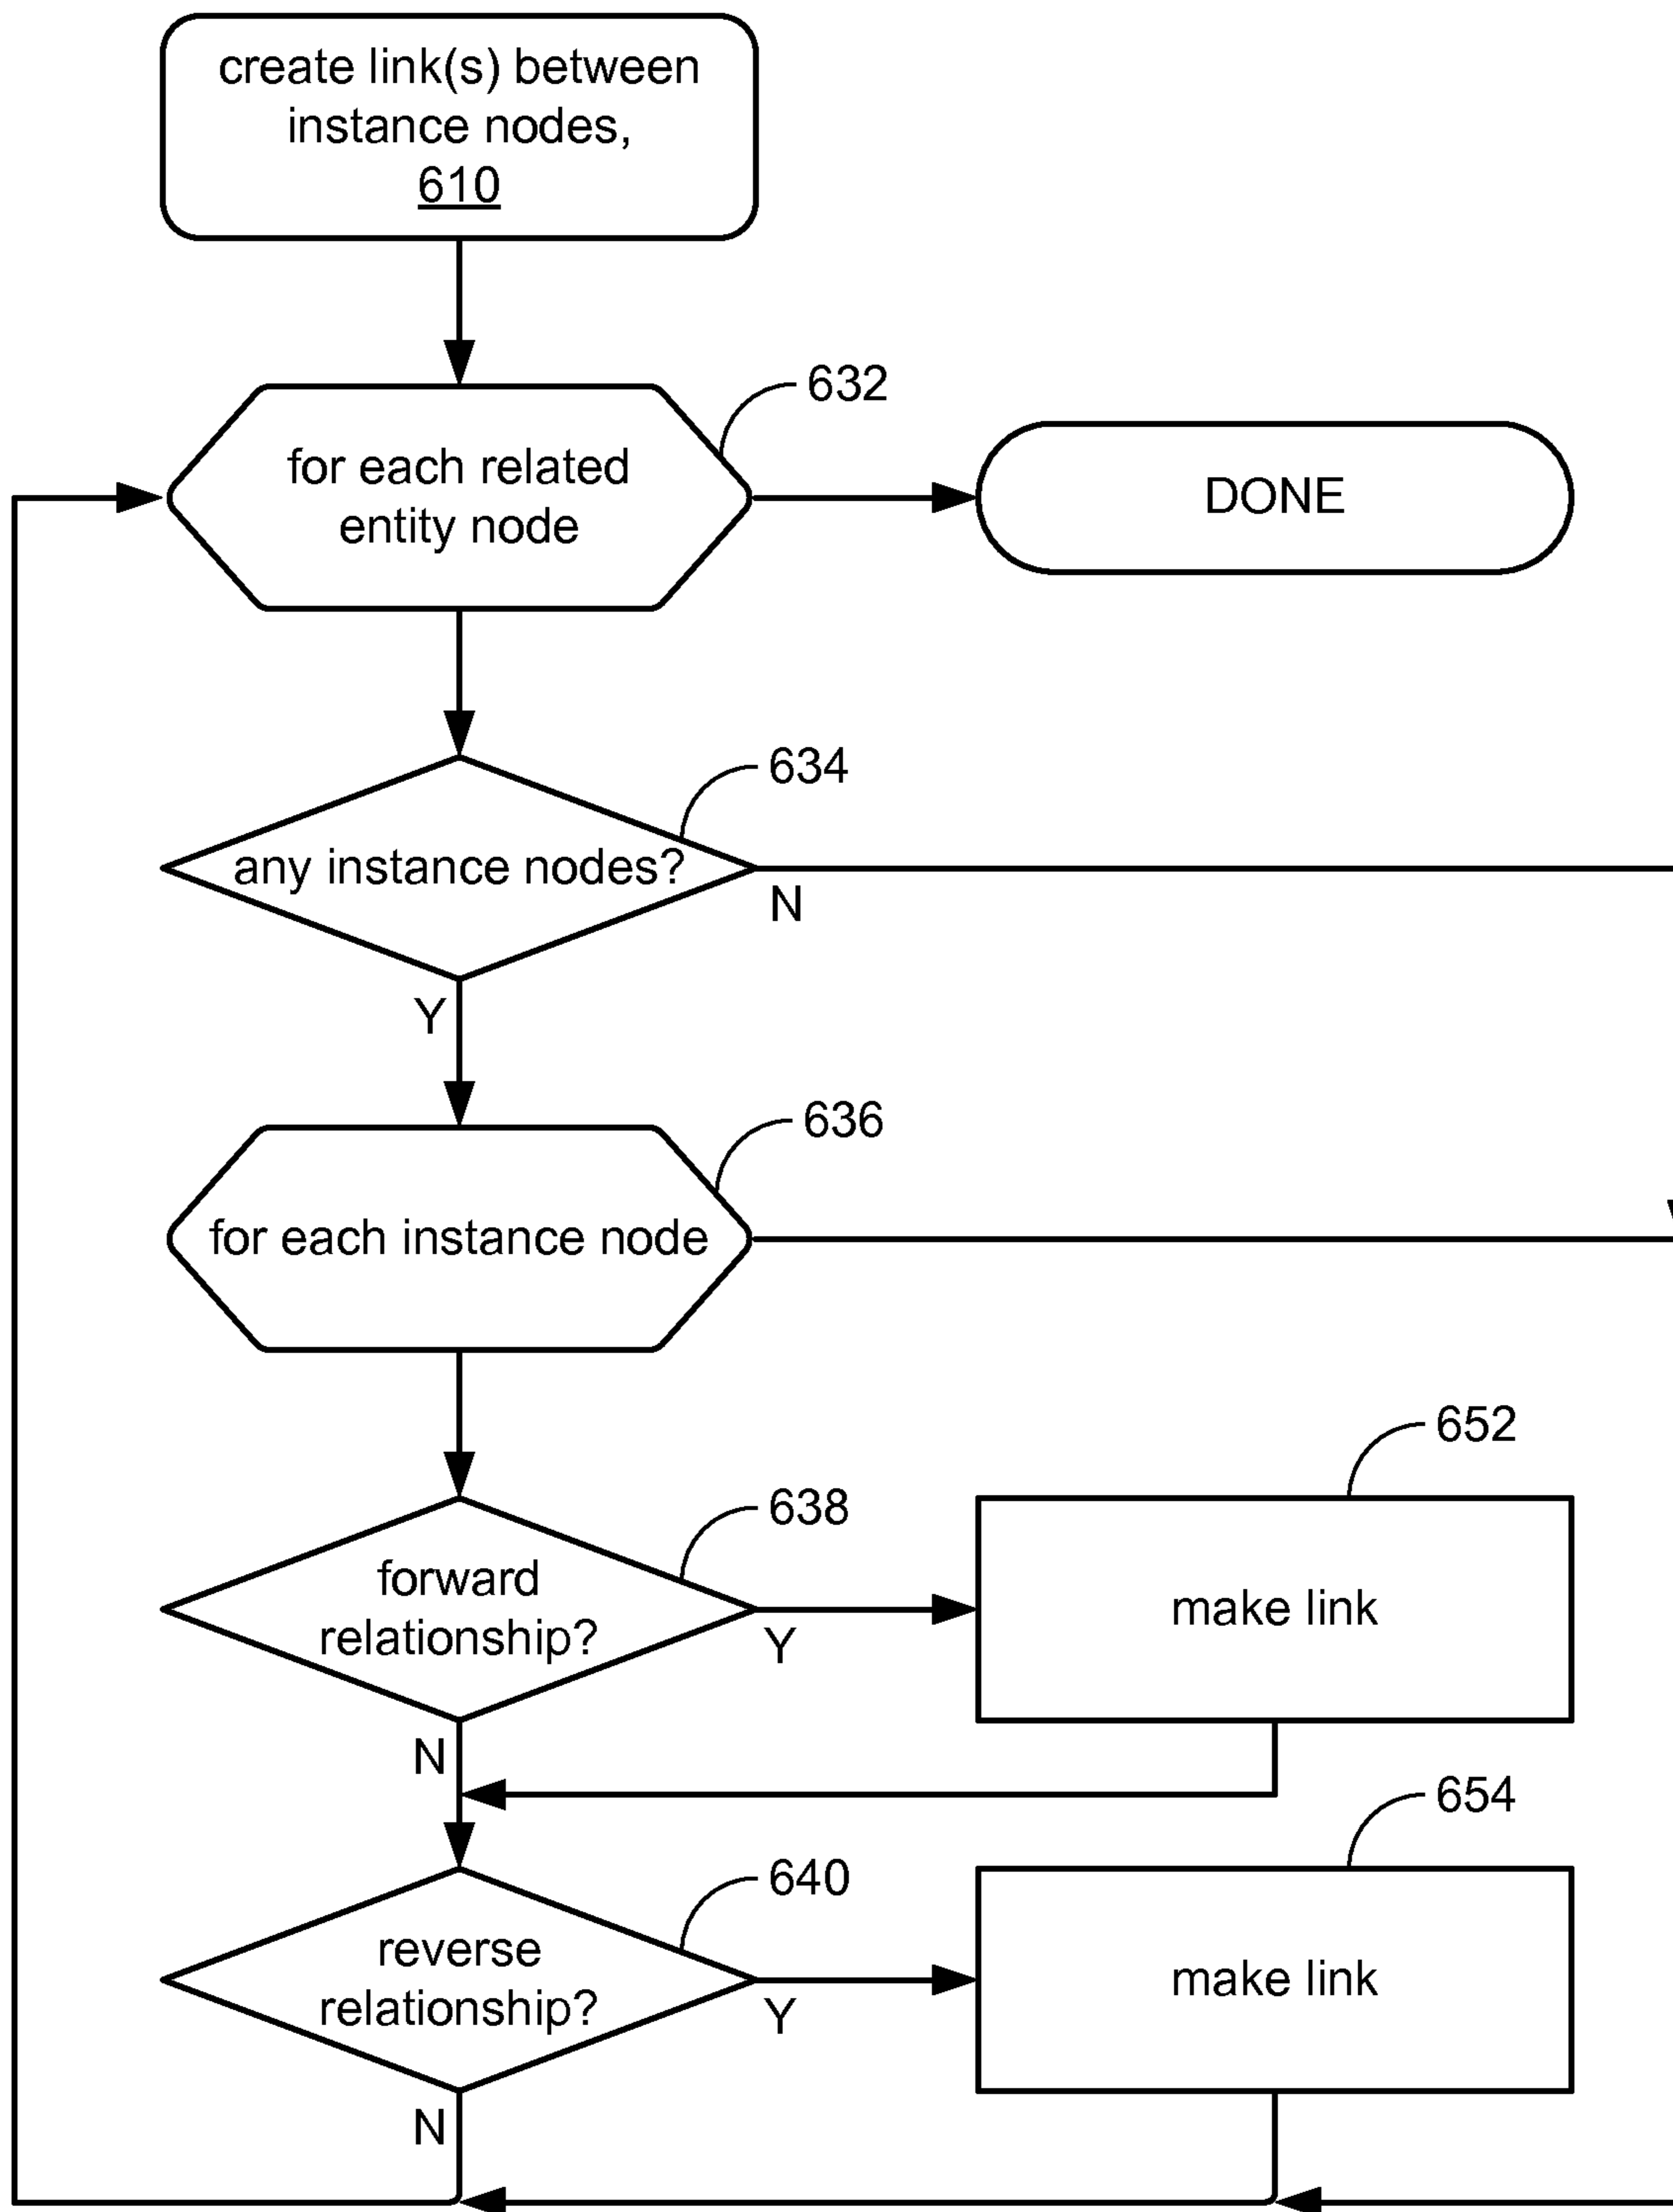 create link(s) between
instance nodes,
610
632
for each related
entity node
DONE
634
any instance nodes?
N
Y
636
for each instance node
652
638
forward
relationship?
Y
make link
N
654
640
reverse
relationship?
Y
make link
N